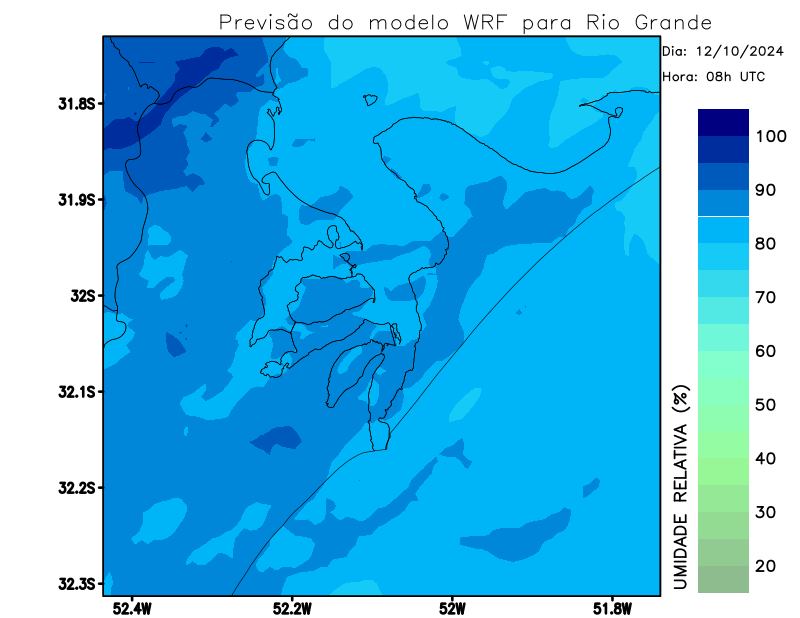 Previsão do modelo WRF para Rio Grande
Dia: 12/10/2024
Hora: 08h UTC
31.8S
31.9S
32S
32.1S
32.2S
32.3S
52.4W
52.2W
52W
51.8W
100
90
80
70
60
50
40
30
20
UMIDADE RELATIVA (%)